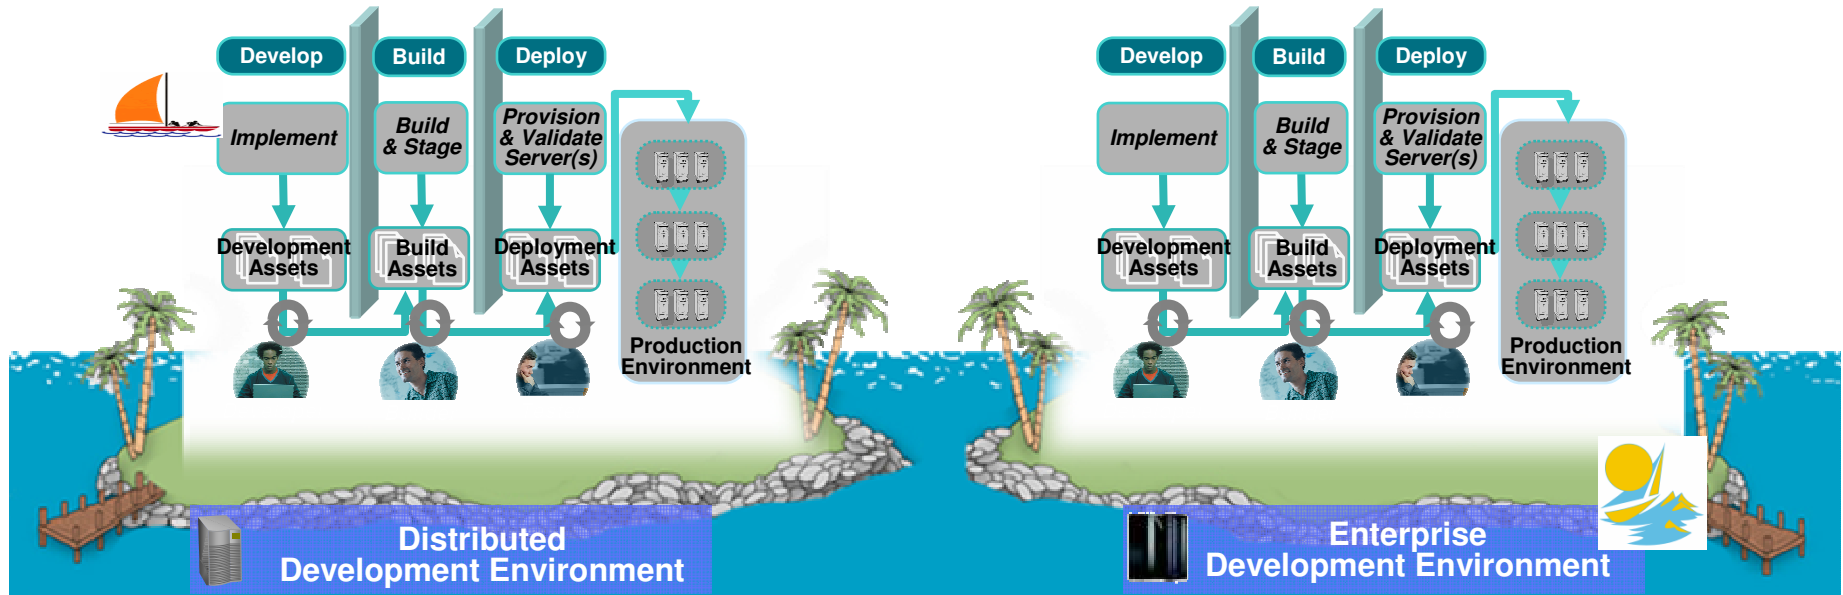 Develop
Build
Deploy
Implement
Build
& Stage
Provision
& Validate
Server(s)
Development
Assets
Build
Assets
Deployment
Assets
Production
Environment
Distributed
Development Environment
Develop
Build
Deploy
Implement
Build
& Stage
Provision
& Validate
Server(s)
Development
Assets
Build
Assets
Deployment
Assets
Production
Environment
Enterprise
Development Environment